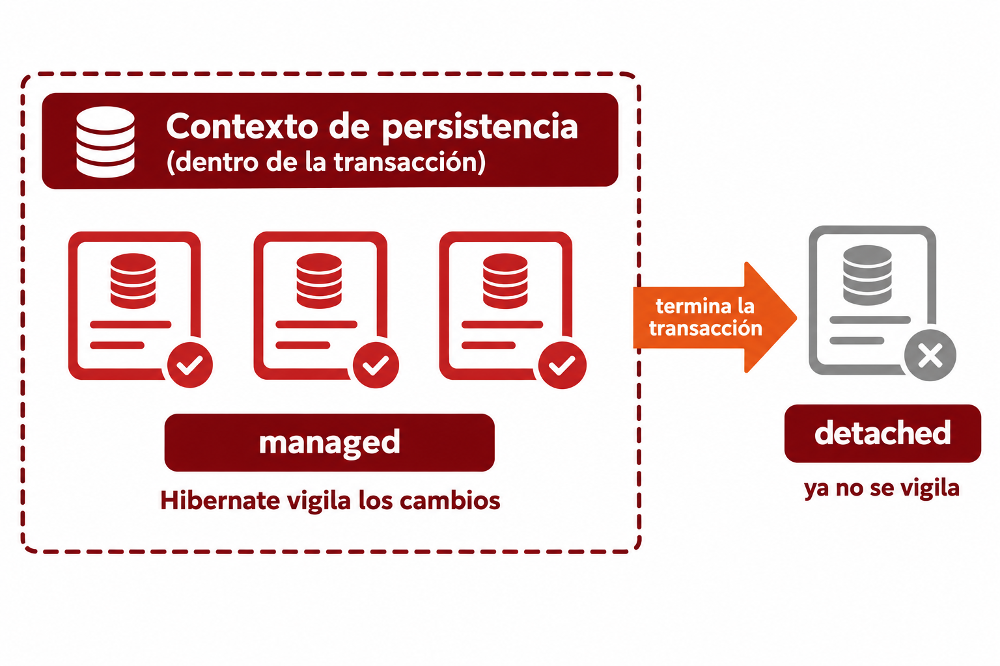 Contexto de persistencia
(dentro de la transacción)
termina la
transacción
managed
Hibernate vigila los cambios
detached
ya no se vigila